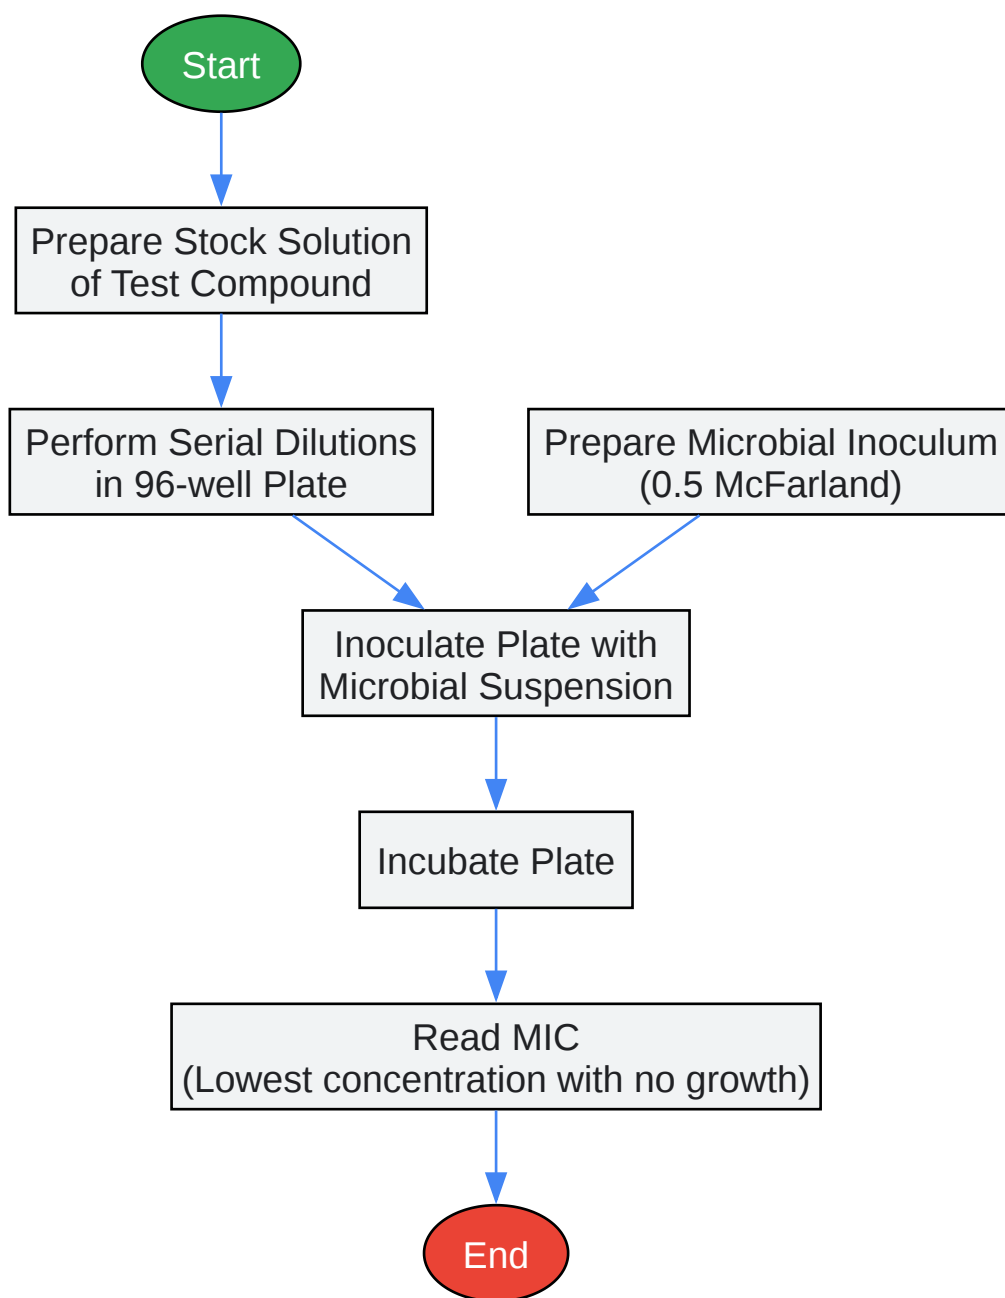 Start
Prepare Stock Solution
of Test Compound
Perform Serial Dilutions
in 96-well Plate
Prepare Microbial Inoculum
(0.5 McFarland)
Inoculate Plate with
Microbial Suspension
Incubate Plate
Read MIC
(Lowest concentration with no growth)
End